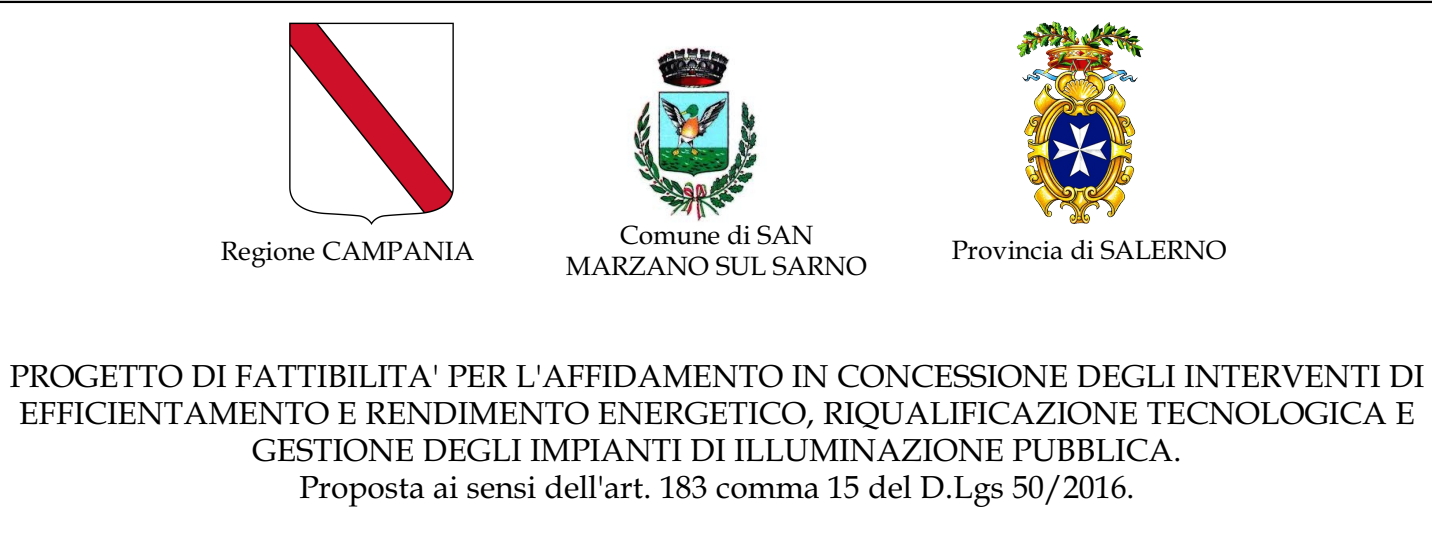 Regione CAMPANIA
Comune di SAN
MARZANO SUL SARNO
Provincia di SALERNO
PROGETTO DI FATTIBILITA' PER L'AFFIDAMENTO IN CONCESSIONE DEGLI INTERVENTI DI
EFFICIENTAMENTO E RENDIMENTO ENERGETICO, RIQUALIFICAZIONE TECNOLOGICA E
GESTIONE DEGLI IMPIANTI DI ILLUMINAZIONE PUBBLICA.
Proposta ai sensi dell'art. 183 comma 15 del D.Lgs 50/2016.